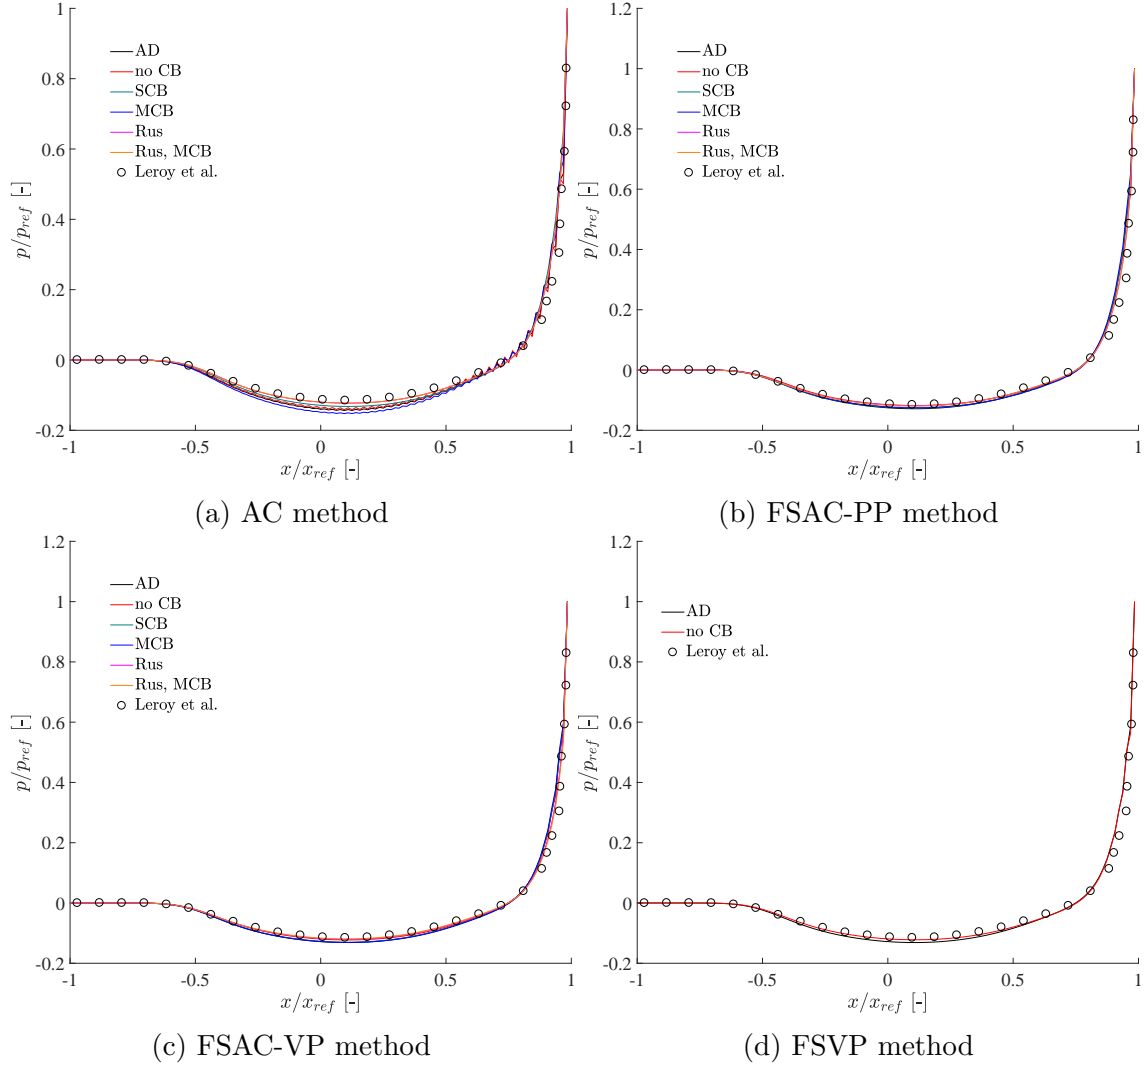 1
0.8
0.6
0.4
0.2
0
-0.2
p/p_ref [-]
AD
no CB
SCB
MCB
Rus
Rus, MCB
Leroy et al.
-1 -0.5 0 0.5 1
x/x_ref [-]
(a) AC method
1.2
1
0.8
0.6
0.4
0.2
0
-0.2
p/p_ref [-]
AD
no CB
SCB
MCB
Rus
Rus, MCB
Leroy et al.
-1 -0.5 0 0.5 1
x/x_ref [-]
(b) FSAC-PP method
1.2
1
0.8
0.6
0.4
0.2
0
-0.2
p/p_ref [-]
AD
no CB
SCB
MCB
Rus
Rus, MCB
Leroy et al.
-1 -0.5 0 0.5 1
x/x_ref [-]
(c) FSAC-VP method
1.2
1
0.8
0.6
0.4
0.2
0
-0.2
p/p_ref [-]
AD
no CB
Leroy et al.
-1 -0.5 0 0.5 1
x/x_ref [-]
(d) FSVP method